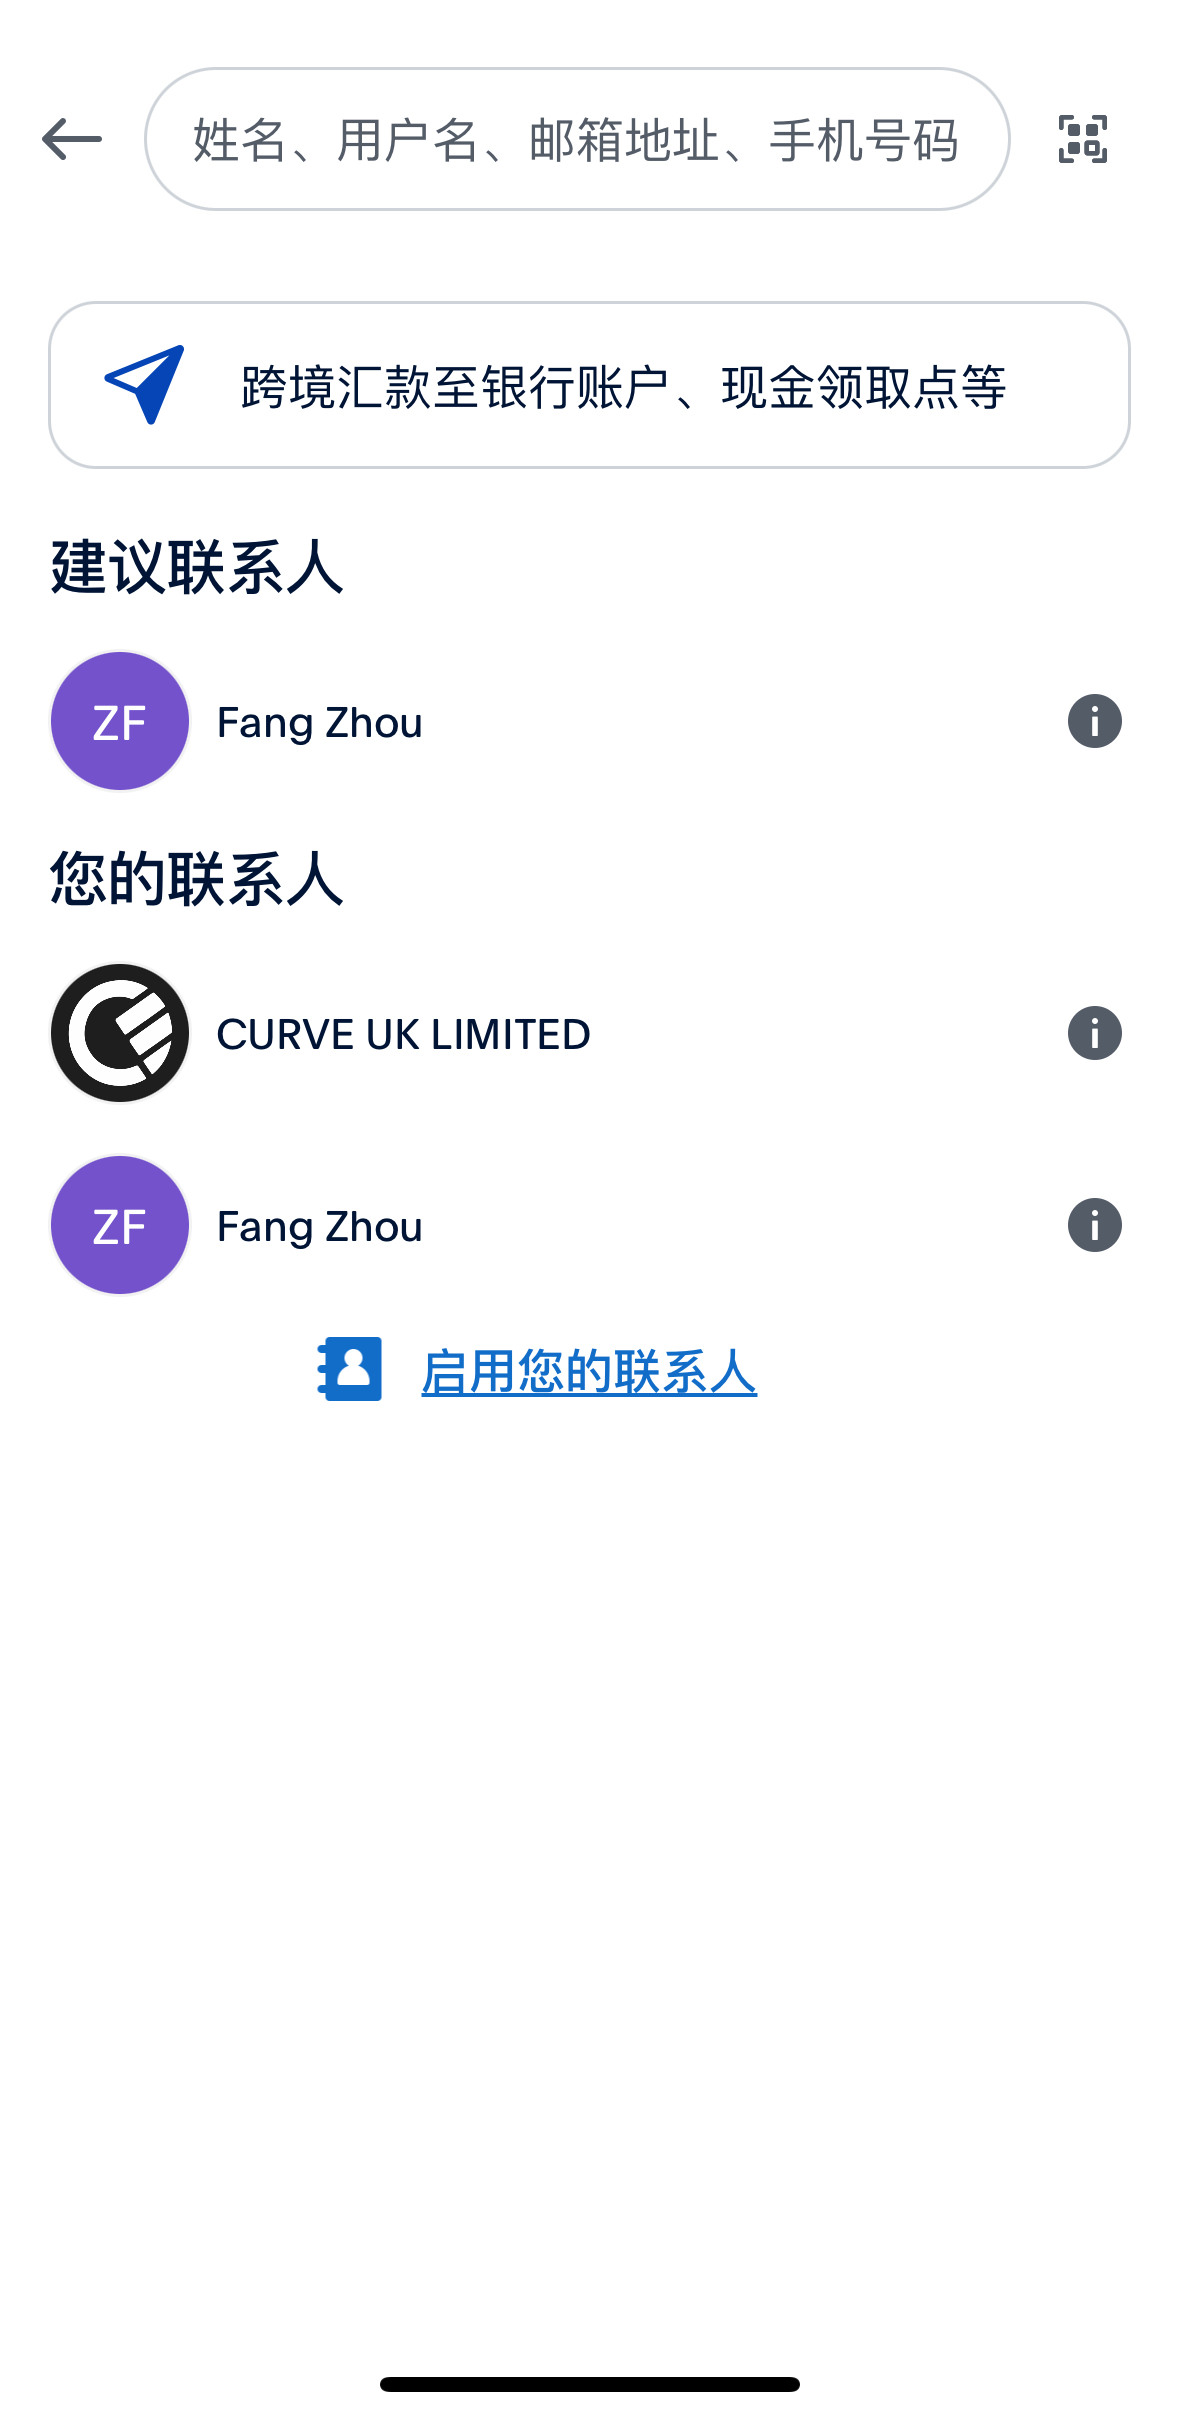 姓名、用户名、邮箱地址、手机号码
跨境汇款至银行账户、现金领取点等
建议联系人
ZF
Fang Zhou
您的联系人
CURVE UK LIMITED
ZF
Fang Zhou
启用您的联系人